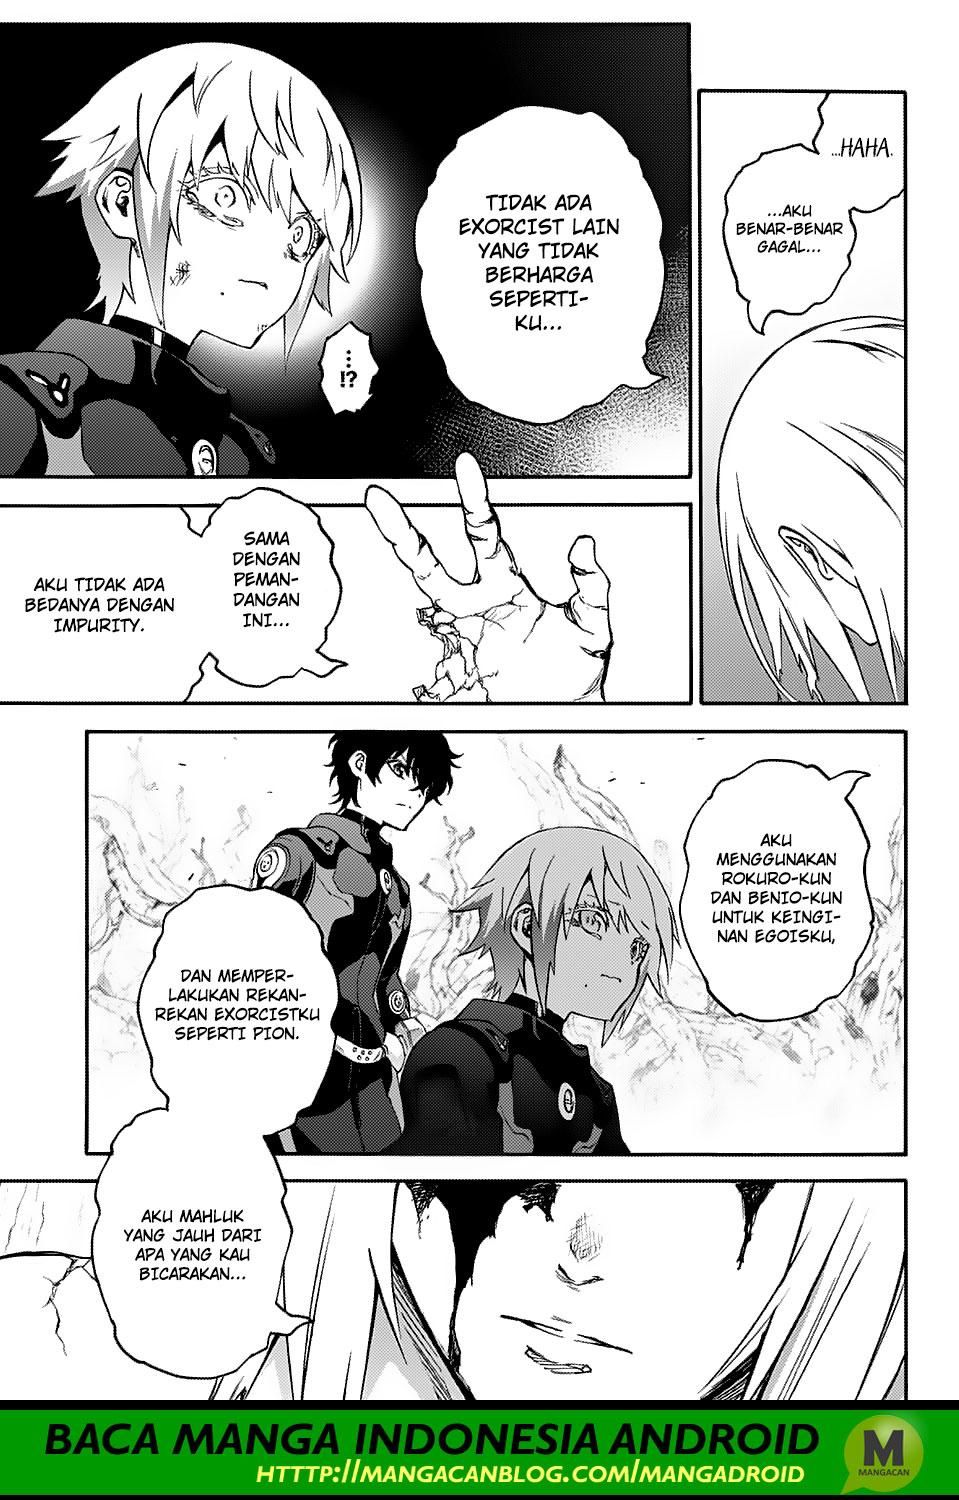 ...HAHA.
...AKU
BENAR-BENAR
GAGAL...
TIDAK ADA
EXORCIST LAIN
YANG TIDAK
BERHARGA
SEPERTI-
KU...
...!?
SAMA
DENGAN
PEMAN-
DANGAN
INI...
AKU TIDAK ADA
BEDANYA DENGAN
IMPURITY.
AKU
MENGGUNAKAN
ROKURO-KUN
DAN BENIO-KUN
UNTUK KEINGI-
NAN EGOISKU,
DAN MEMPER-
LAKUKAN REKAN-
REKAN EXORCISTKU
SEPERTI PION.
AKU MAHLUK
YANG JAUH DARI
APA YANG KAU
BICARAKAN...
BACA MANGA INDONESIA ANDROID
HTTTP://MANGACANBLOG.COM/MANGADROID
M
MANGACAN